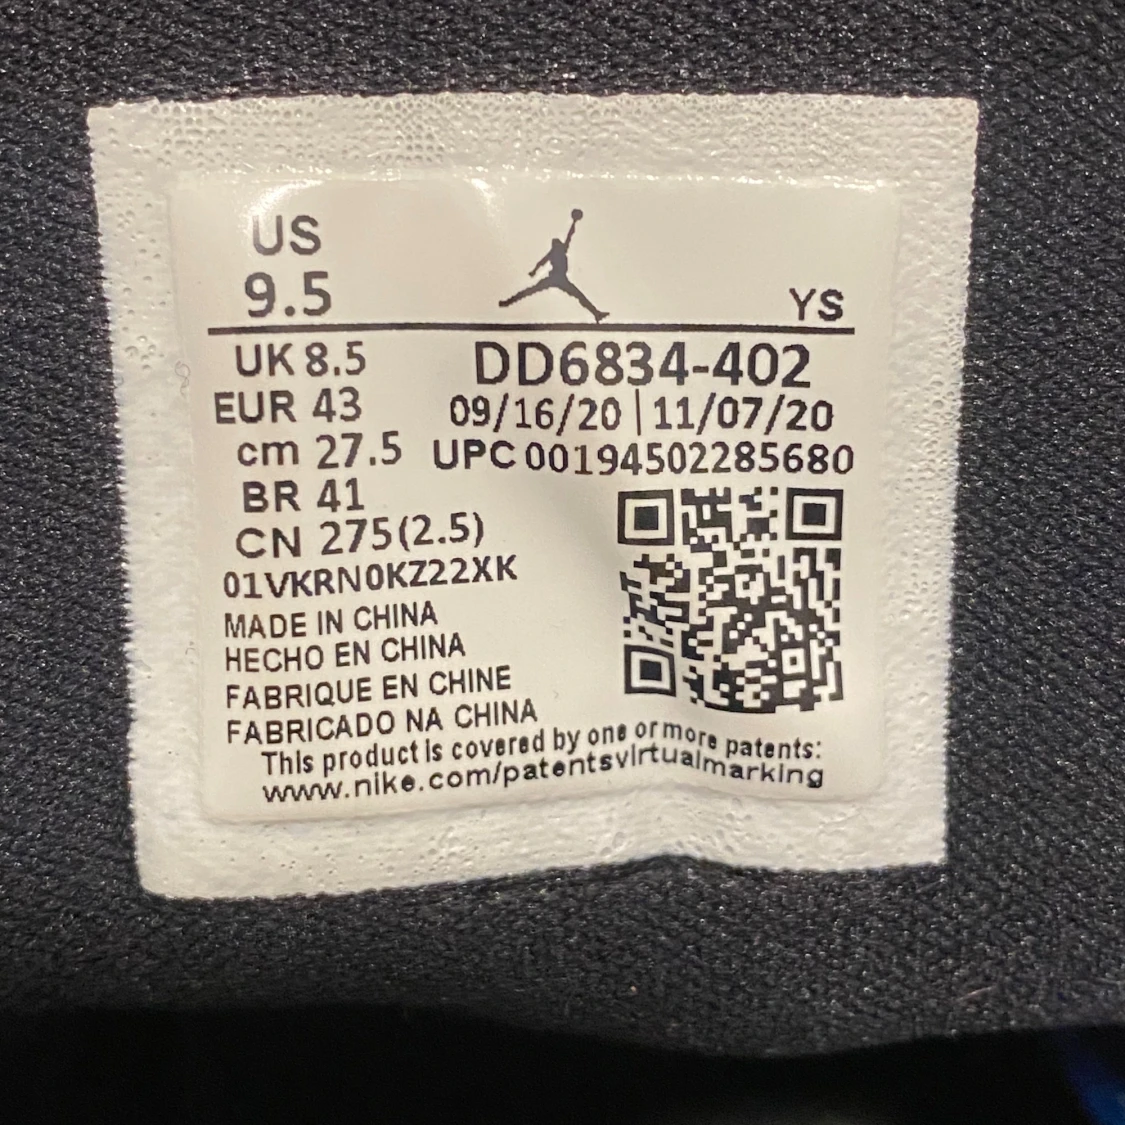 US
9.5
YS
UK 8.5
DD6834-402
EUR 43
09/16/20 | 11/07/20
cm 27.5
UPC 00194502285680
BR 41
CN 275(2.5)
01VKRN0KZ22XK
MADE IN CHINA
HECHO EN CHINA
FABRIQUE EN CHINE
FABRICADO NA CHINA
This product is covered by one or more patents:
www.nike.com/patentsvirtualmarking